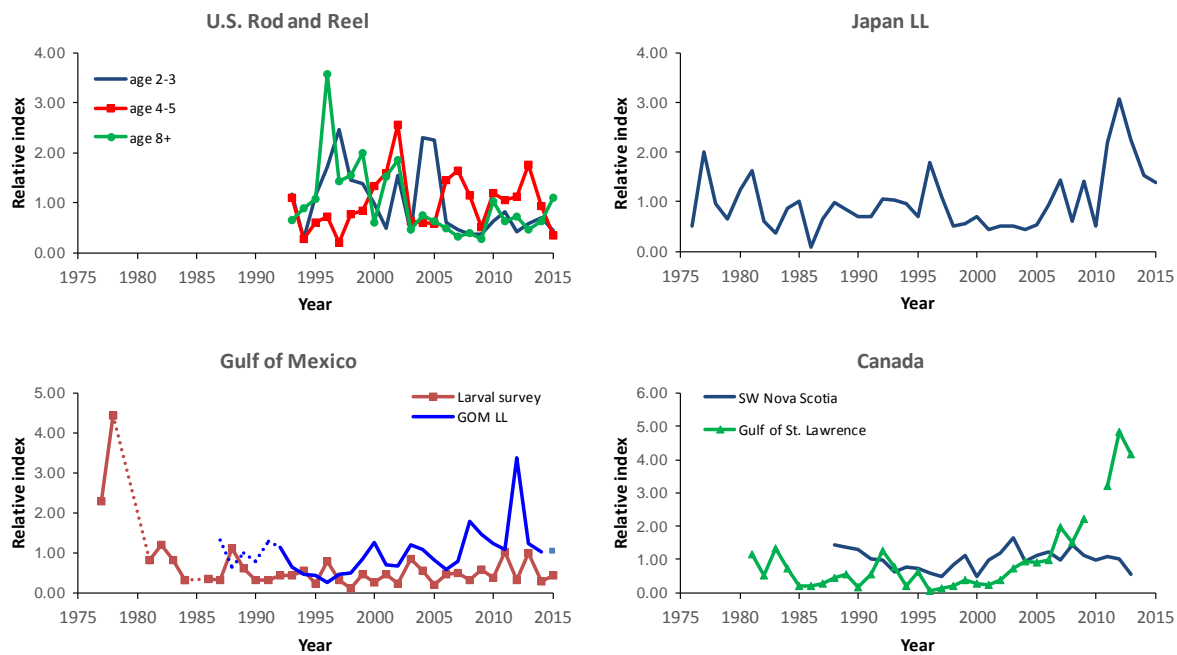 U.S. Rod and Reel
Relative index
4.00
3.00
2.00
1.00
0.00
age 2-3
age 4-5
age 8+
1975 1980 1985 1990 1995 2000 2005 2010 2015
Year
Japan LL
Relative index
4.00
3.00
2.00
1.00
0.00
1975 1980 1985 1990 1995 2000 2005 2010 2015
Year
Gulf of Mexico
Relative index
5.00
4.00
3.00
2.00
1.00
0.00
Larval survey
GOM LL
1975 1980 1985 1990 1995 2000 2005 2010 2015
Year
Canada
Relative index
6.00
5.00
4.00
3.00
2.00
1.00
0.00
SW Nova Scotia
Gulf of St. Lawrence
1975 1980 1985 1990 1995 2000 2005 2010 2015
Year